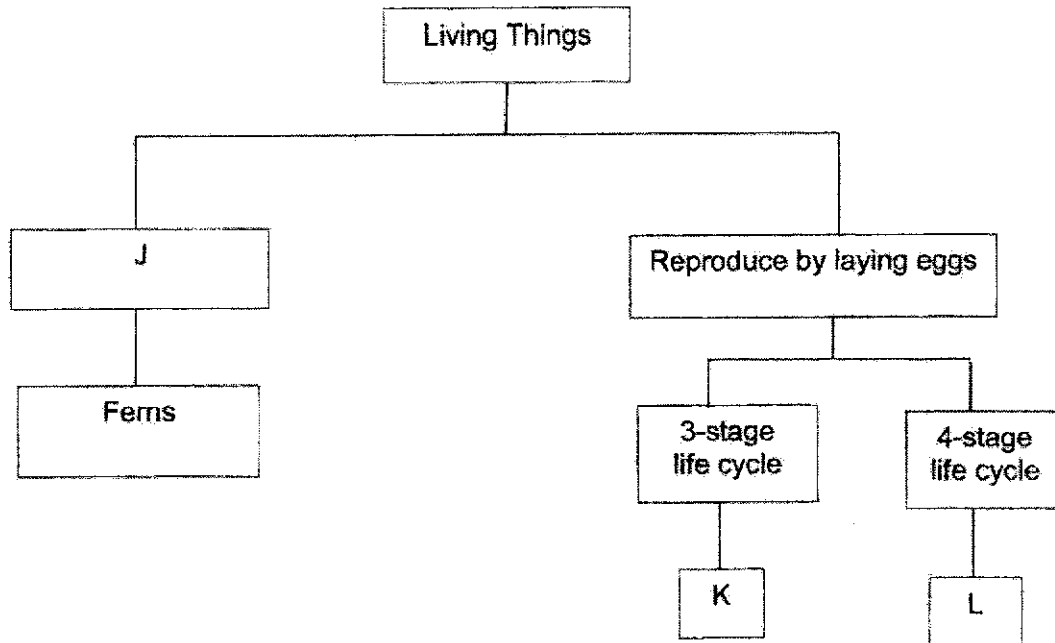 Living Things
J
Reproduce by laying eggs
Ferns
3-stage
life cycle
4-stage
life cycle
K
L